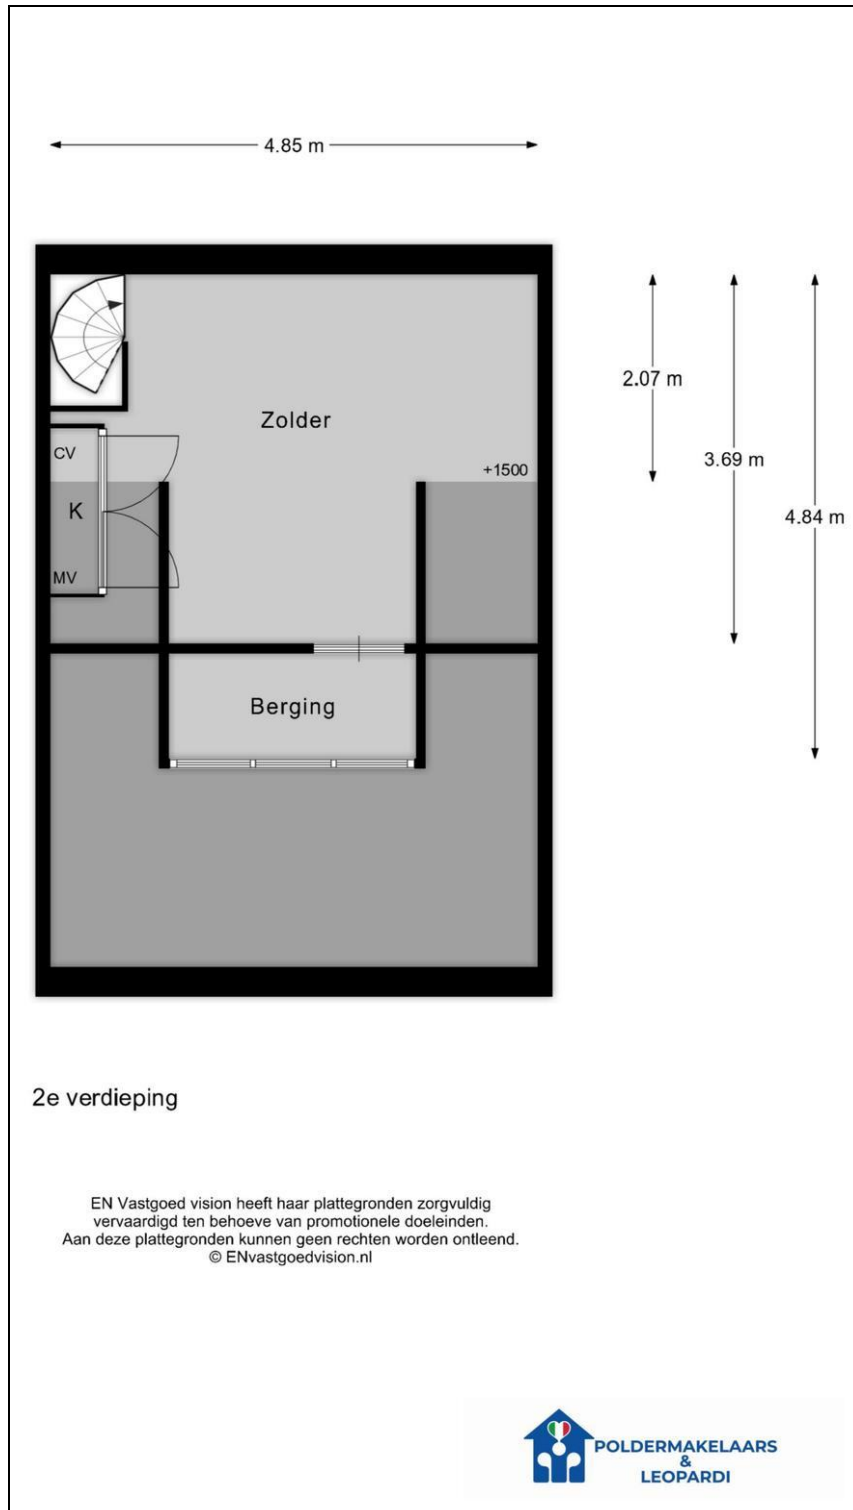 4.85 m
2.07 m
Zolder
CV
3.69 m
+1500
K
4.84 m
MV
Berging
2e verdieping
EN Vastgoed vision heeft haar plattegronden zorgvuldig
vervaardigd ten behoeve van promotionele doeleinden.
Aan deze plattegronden kunnen geen rechten worden ontleend.
© ENvastgoedvision.nl
POLDERMAKELAARS
&
LEOPARDI